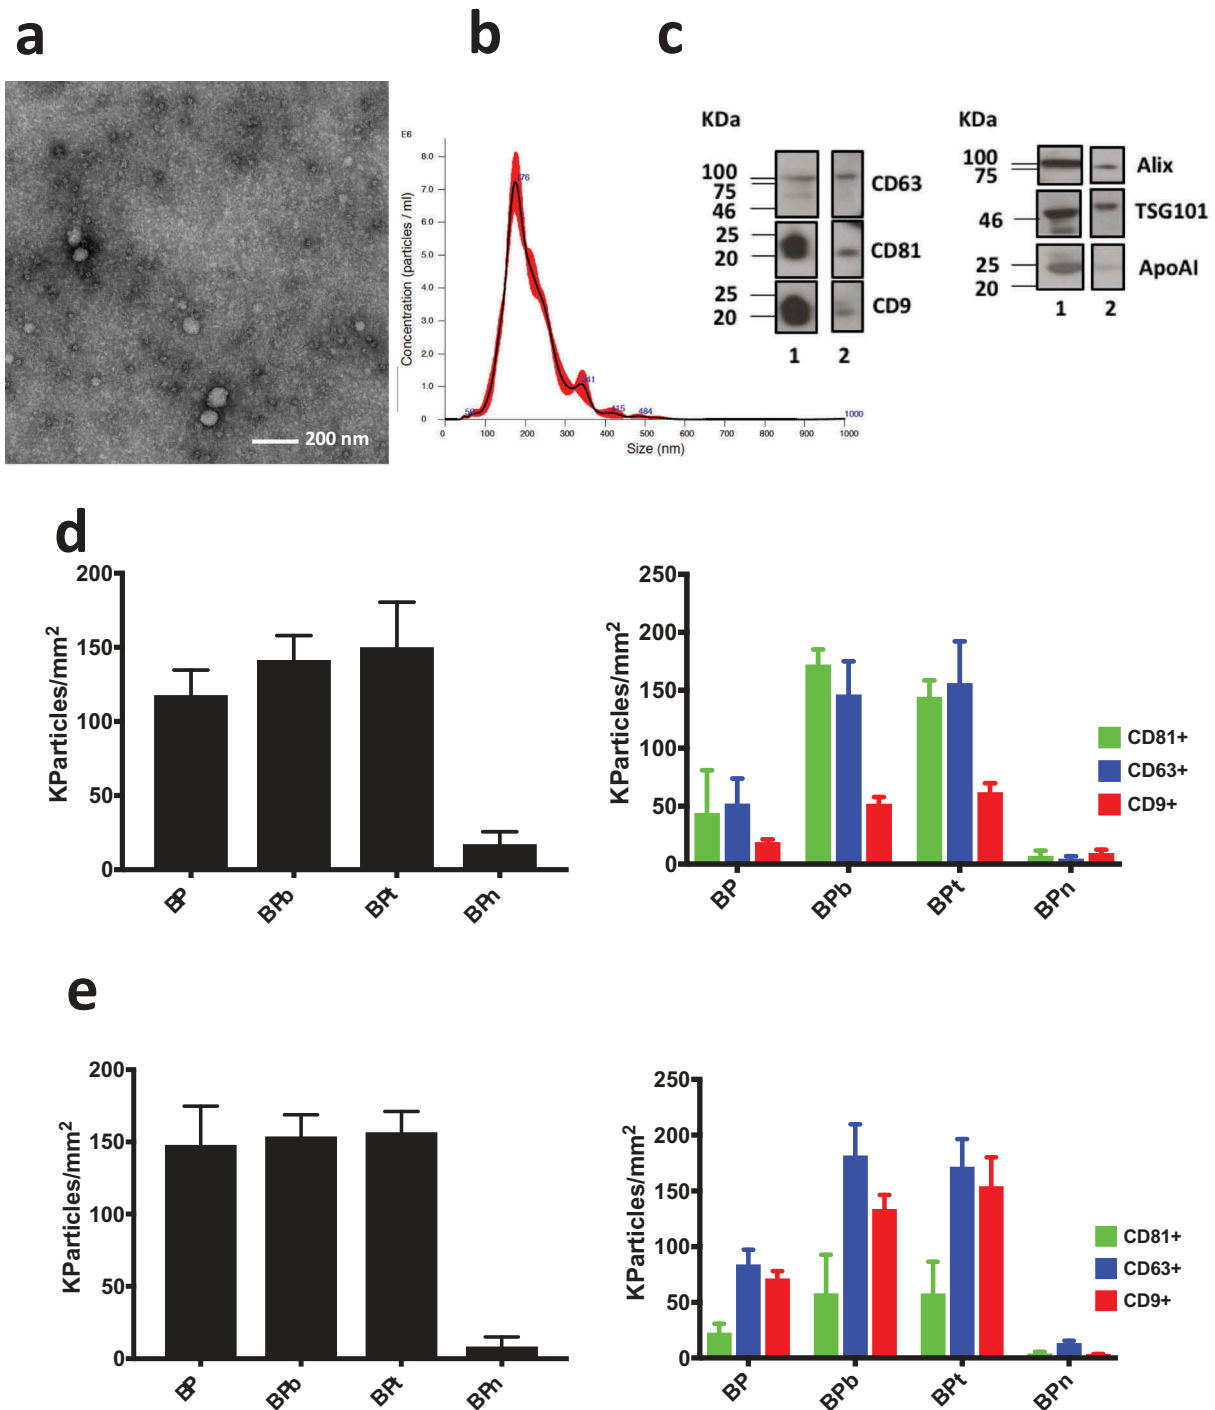 a
b
c
200 nm
E6
Concentration (particles / ml)
8.0
7.0
6.0
5.0
4.0
3.0
2.0
1.0
0
176
341
415
484
1000
0 100 200 300 400 500 600 700 800 900 1000
Size (nm)
KDa
100
75
46
CD63
25
20
CD81
25
20
CD9
1 2
KDa
100
75
Alix
46
TSG101
25
20
ApoAI
1 2
d
KParticles/mm2
200
150
100
50
0
BP BPb BPt BPn
KParticles/mm2
250
200
150
100
50
0
BP BPb BPt BPn
CD81+
CD63+
CD9+
e
KParticles/mm2
200
150
100
50
0
BP BPb BPt BPn
KParticles/mm2
250
200
150
100
50
0
BP BPb BPt BPn
CD81+
CD63+
CD9+